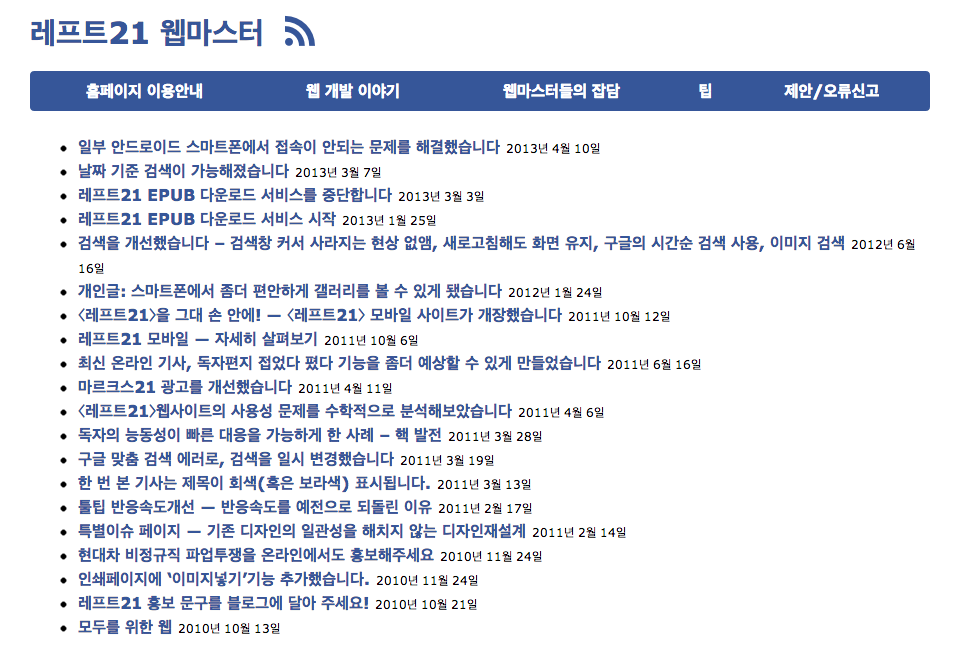 레프트21 웹마스터
홈페이지 이용안내 웹 개발 이야기 웹마스터들의 잡담 팁 제안/오류신고
일부 안드로이드 스마트폰에서 접속이 안되는 문제를 해결했습니다 2013년 4월 10일
날짜 기준 검색이 가능해졌습니다 2013년 3월 7일
레프트21 EPUB 다운로드 서비스를 중단합니다 2013년 3월 3일
레프트21 EPUB 다운로드 서비스 시작 2013년 1월 25일
검색을 개선했습니다 – 검색창 커서 사라지는 현상 없앰, 새로고침해도 화면 유지, 구글의 시간순 검색 사용, 이미지 검색 2012년 6월
16일
개인글: 스마트폰에서 좀더 편안하게 갤러리를 볼 수 있게 됐습니다 2012년 1월 24일
〈레프트21〉을 그대 손 안에! — 〈레프트21〉 모바일 사이트가 개장했습니다 2011년 10월 12일
레프트21 모바일 — 자세히 살펴보기 2011년 10월 6일
최신 온라인 기사, 독자편지 접었다 폈다 기능을 좀더 예상할 수 있게 만들었습니다 2011년 6월 16일
마르크스21 광고를 개선했습니다 2011년 4월 11일
〈레프트21〉웹사이트의 사용성 문제를 수학적으로 분석해보았습니다 2011년 4월 6일
독자의 능동성이 빠른 대응을 가능하게 한 사례 – 핵 발전 2011년 3월 28일
구글 맞춤 검색 에러로, 검색을 일시 변경했습니다 2011년 3월 19일
한 번 본 기사는 제목이 회색(혹은 보라색) 표시됩니다. 2011년 3월 13일
툴팁 반응속도개선 — 반응속도를 예전으로 되돌린 이유 2011년 2월 17일
특별이슈 페이지 — 기존 디자인의 일관성을 해치지 않는 디자인재설계 2011년 2월 14일
현대차 비정규직 파업투쟁을 온라인에서도 홍보해주세요 2010년 11월 24일
인쇄페이지에 ‘이미지넣기’기능 추가했습니다. 2010년 11월 24일
레프트21 홍보 문구를 블로그에 달아 주세요! 2010년 10월 21일
모두를 위한 웹 2010년 10월 13일